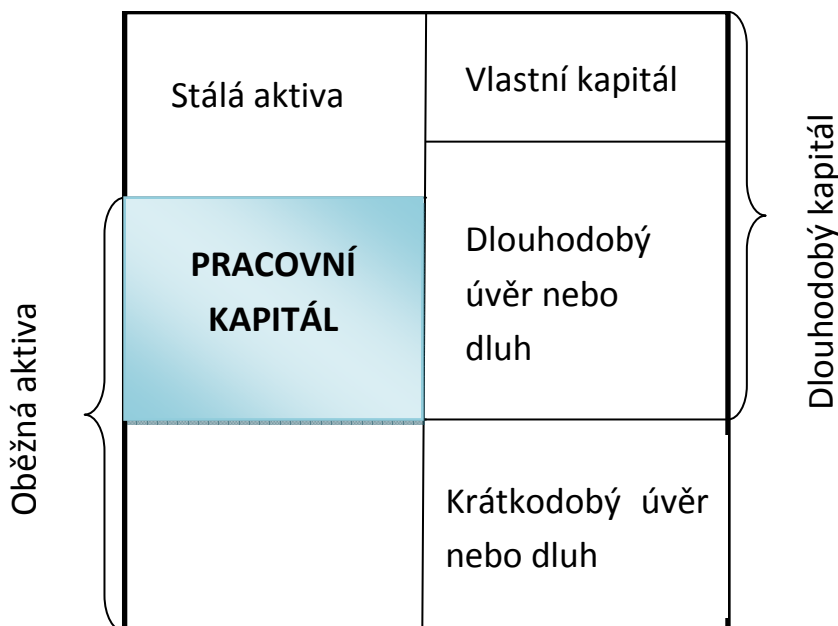 Stálá aktiva
Vlastní kapitál
PRACOVNÍ
KAPITÁL
Dlouhodobý
úvěr nebo
dluh
Krátkodobý úvěr
nebo dluh
Oběžná aktiva
Dlouhodobý kapitál